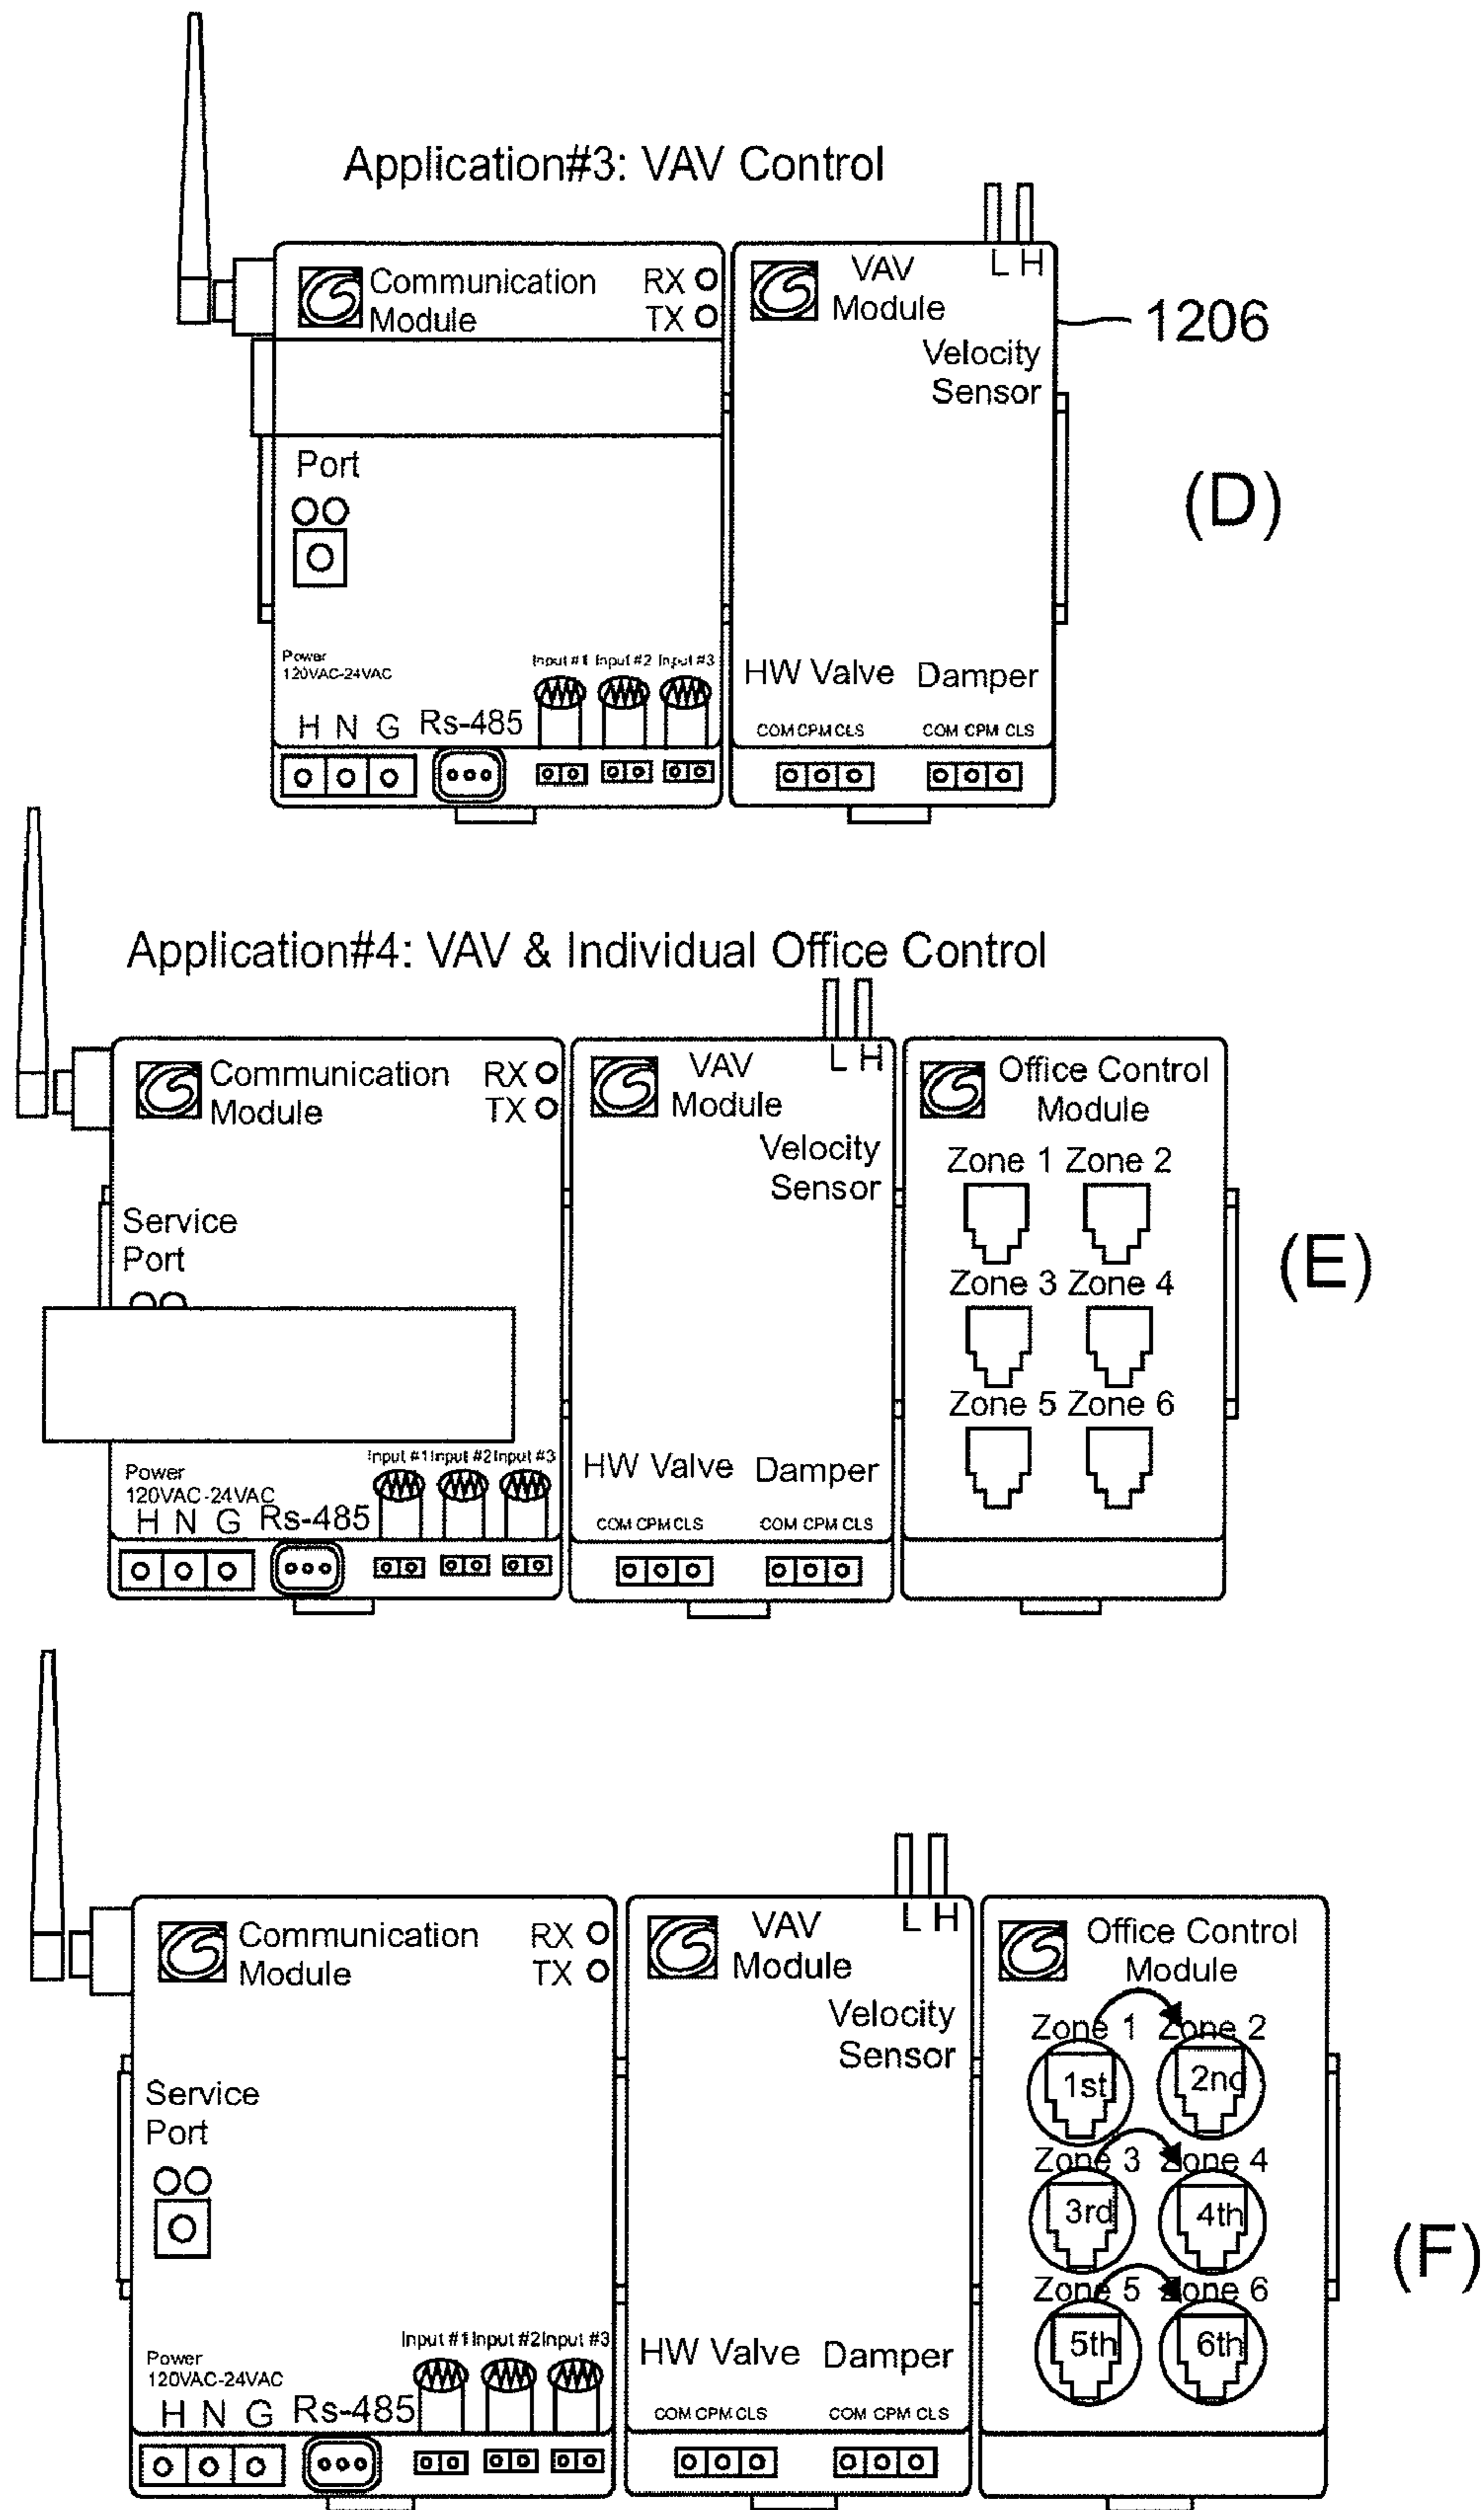 Application#3: VAV Control
Communication
Module
RX
TX
VAV
Module
L H
1206
Velocity
Sensor
Port
(D)
Power
120VAC-24VAC
Input #1 Input #2 Input #3
H N G Rs-485
HW Valve Damper
COM CPM CLS COM CPM CLS
Application#4: VAV & Individual Office Control
Communication
Module
RX
TX
VAV
Module
L H
Velocity
Sensor
Office Control
Module
Zone 1 Zone 2
Service
Port
Zone 3 Zone 4
(E)
Zone 5 Zone 6
Power
120VAC-24VAC
Input #1 Input #2 Input #3
H N G Rs-485
HW Valve Damper
COM CPM CLS COM CPM CLS
Communication
Module
RX
TX
VAV
Module
L H
Velocity
Sensor
Office Control
Module
Zone 1 Zone 2
1st 2nd
Service
Port
Zone 3 Zone 4
3rd 4th
(F)
Zone 5 Zone 6
5th 6th
Power
120VAC-24VAC
Input #1 Input #2 Input #3
H N G Rs-485
HW Valve Damper
COM CPM CLS COM CPM CLS